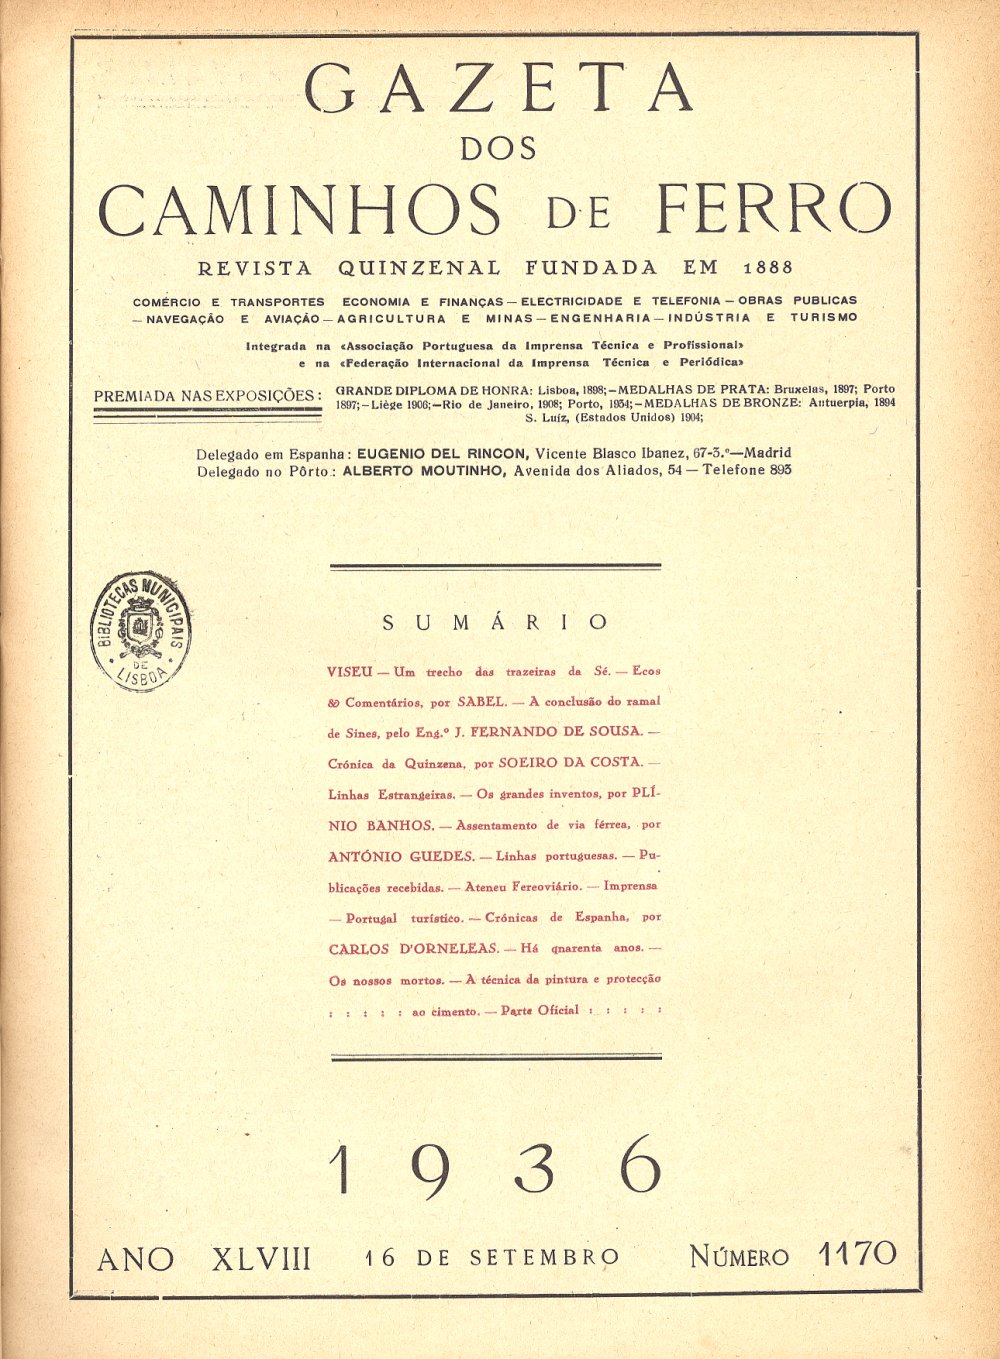 GAZETA
DOS
CAMINHOS DE FERRO
REVISTA QUINZENAL FUNDADA EM 1888
COMÉRCIO E TRANSPORTES ECONOMIA E FINANÇAS — ELECTRICIDADE E TELEFONIA — OBRAS PUBLICAS
— NAVEGAÇÃO E AVIAÇÃO — AGRICULTURA E MINAS — ENGENHARIA — INDÚSTRIA E TURISMO
Integrada na «Associação Portuguesa da Imprensa Técnica e Profissional»
e na «Federação Internacional da Imprensa Técnica e Periódica»
PREMIADA NAS EXPOSIÇÕES:
GRANDE DIPLOMA DE HONRA: Lisboa, 1898;—MEDALHAS DE PRATA: Bruxelas, 1897; Porto
1897;—Liège 1906;—Rio de Janeiro, 1908; Porto, 1934;—MEDALHAS DE BRONZE: Antuerpia, 1894
S. Luíz, (Estados Unidos) 1904;
Delegado em Espanha: EUGENIO DEL RINCON, Vicente Blasco Ibanez, 67-3.º—Madrid
Delegado no Pôrto.: ALBERTO MOUTINHO, Avenida dos Aliados, 54 — Telefone 893
BIBLIOTECAS MUNICIPAIS
DE
LISBOA
SUMÁRIO
VISEU — Um trecho das trazeiras da Sé. — Ecos
& Comentários, por SABEL. — A conclusão do ramal
de Sines, pelo Eng.º J. FERNANDO DE SOUSA. —
Crónica da Quinzena, por SOEIRO DA COSTA. —
Linhas Estrangeiras. — Os grandes inventos, por PLÍ-
NIO BANHOS. — Assentamento de via férrea, por
ANTÓNIO GUEDES. — Linhas portuguesas. — Pu-
blicações recebidas. — Ateneu Fereoviário. — Imprensa
— Portugal turístico. — Crónicas de Espanha, por
CARLOS D'ORNELEAS. — Há qnarenta anos. —
Os nossos mortos. — A técnica da pintura e protecção
: : : : : ao cimento. — Parte Oficial : : : : :
1936
ANO XLVIII 16 DE SETEMBRO NÚMERO 1170